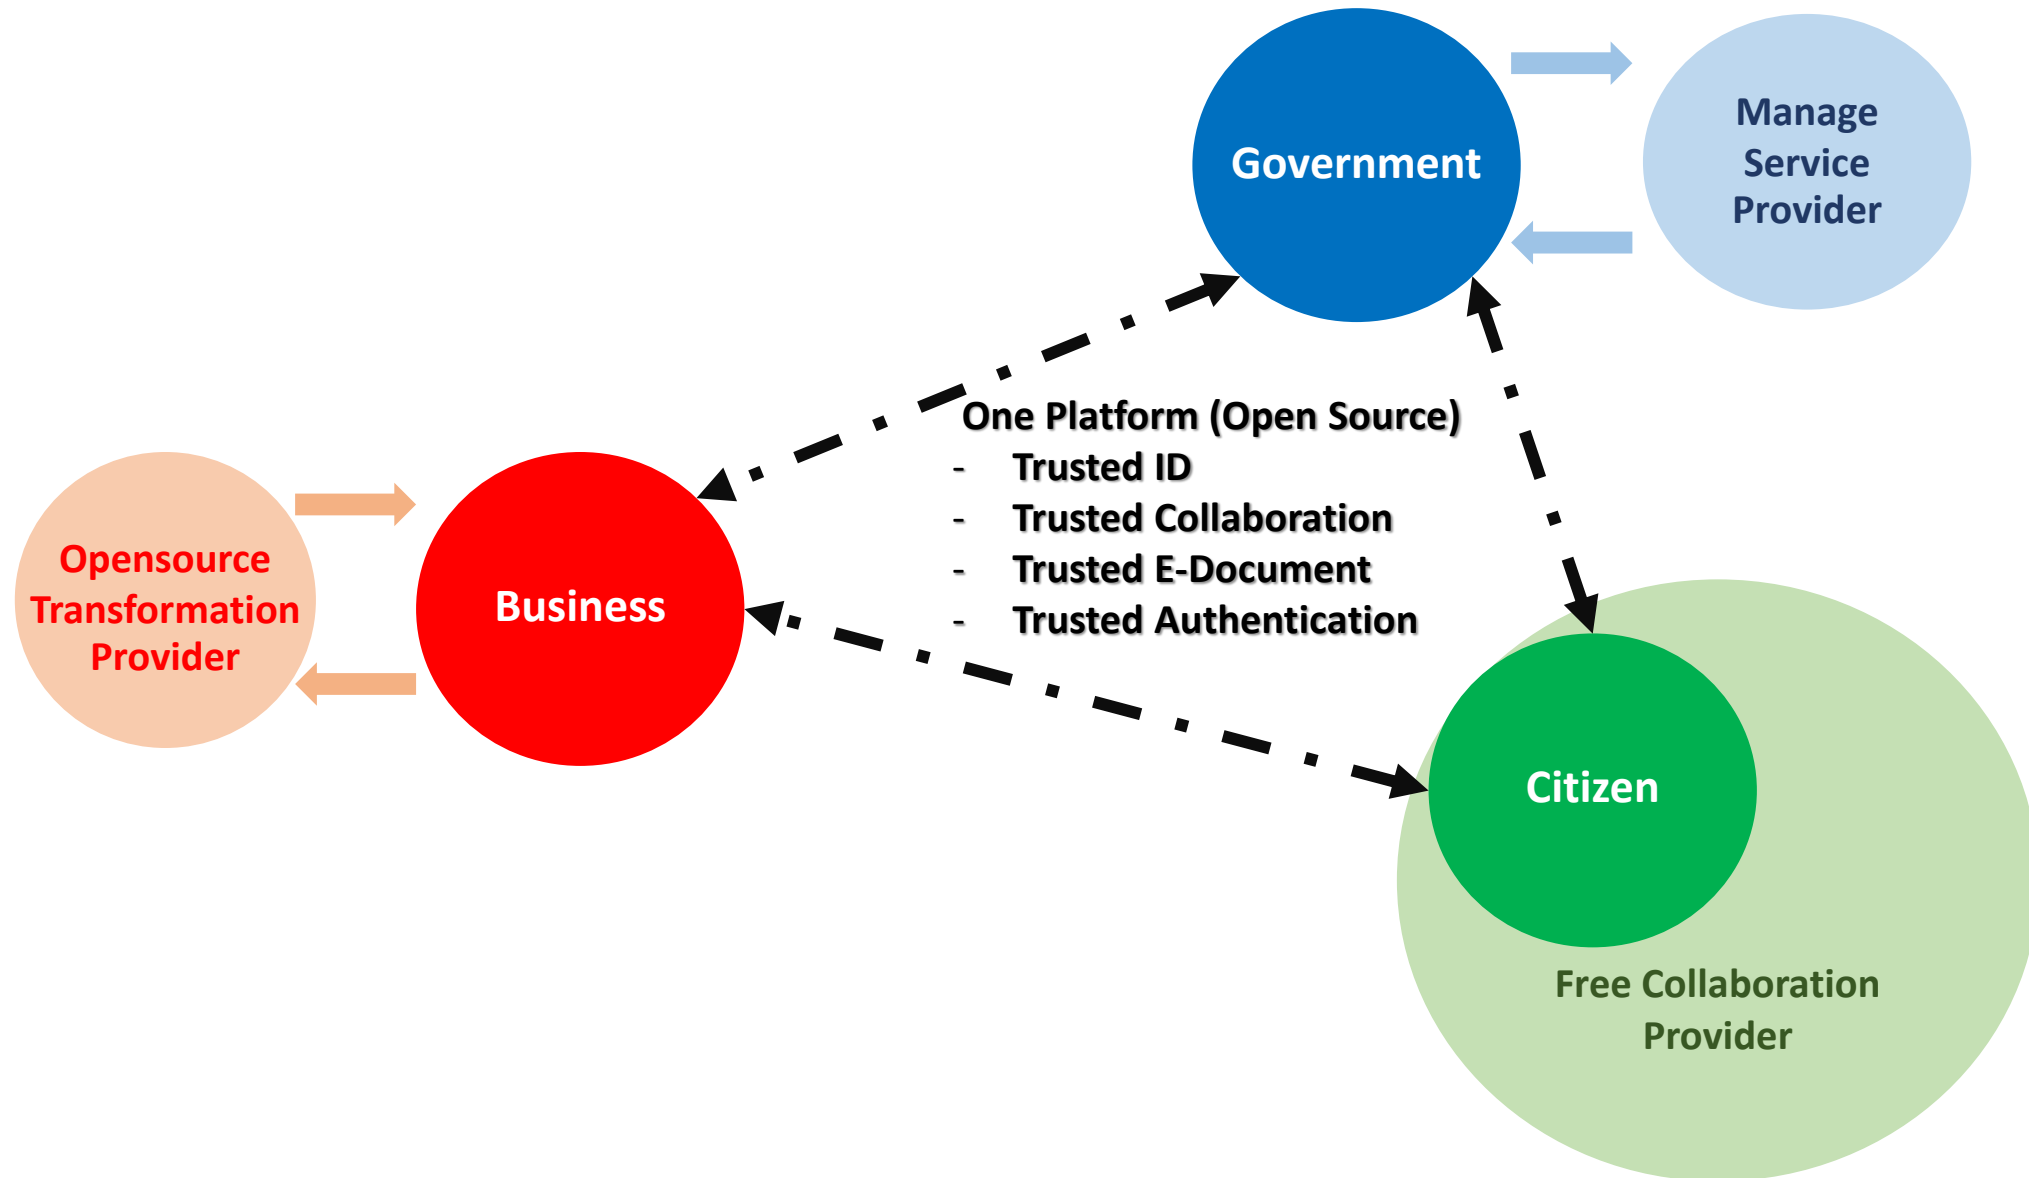 Government
Manage
Service
Provider
One Platform (Open Source)
- Trusted ID
- Trusted Collaboration
- Trusted E-Document
- Trusted Authentication
Opensource
Transformation
Provider
Business
Citizen
Free Collaboration
Provider